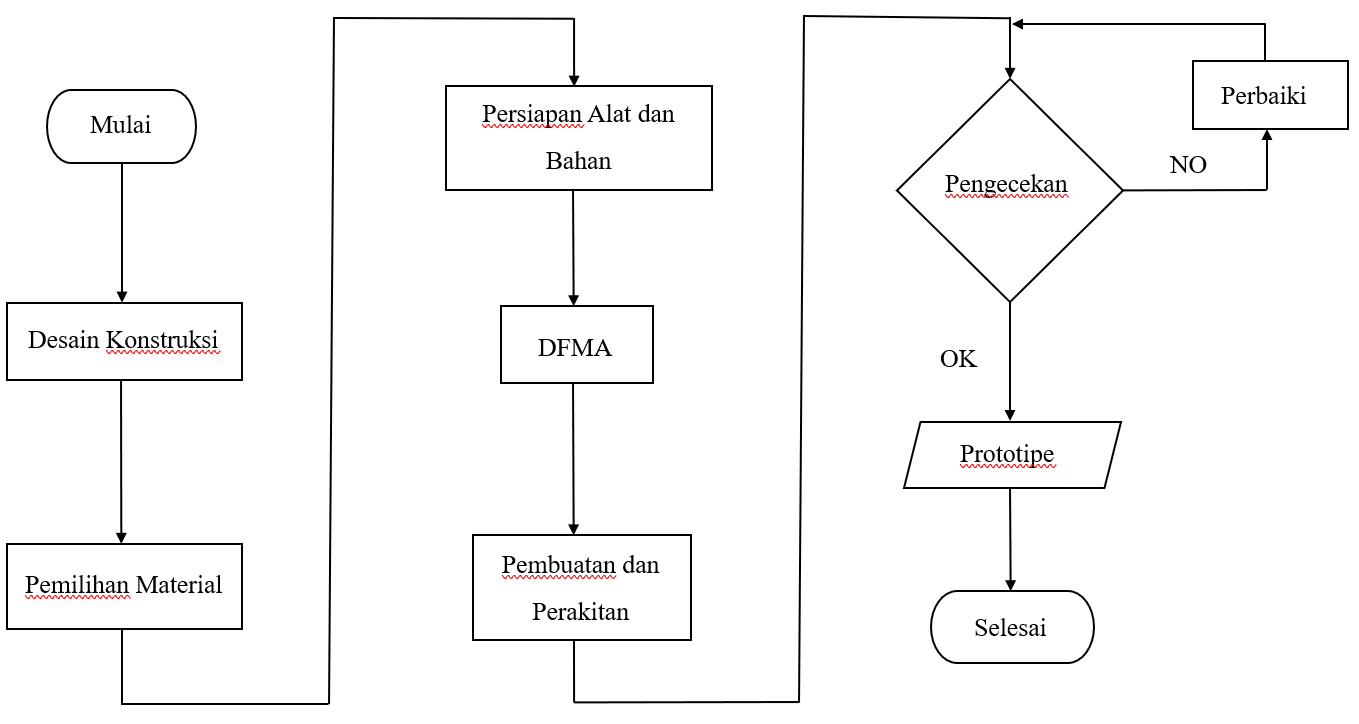 Mulai
Desain Konstruksi
Pemilihan Material
Persiapan Alat dan
Bahan
DFMA
Pembuatan dan
Perakitan
Pengecekan
NO
Perbaiki
OK
Prototipe
Selesai